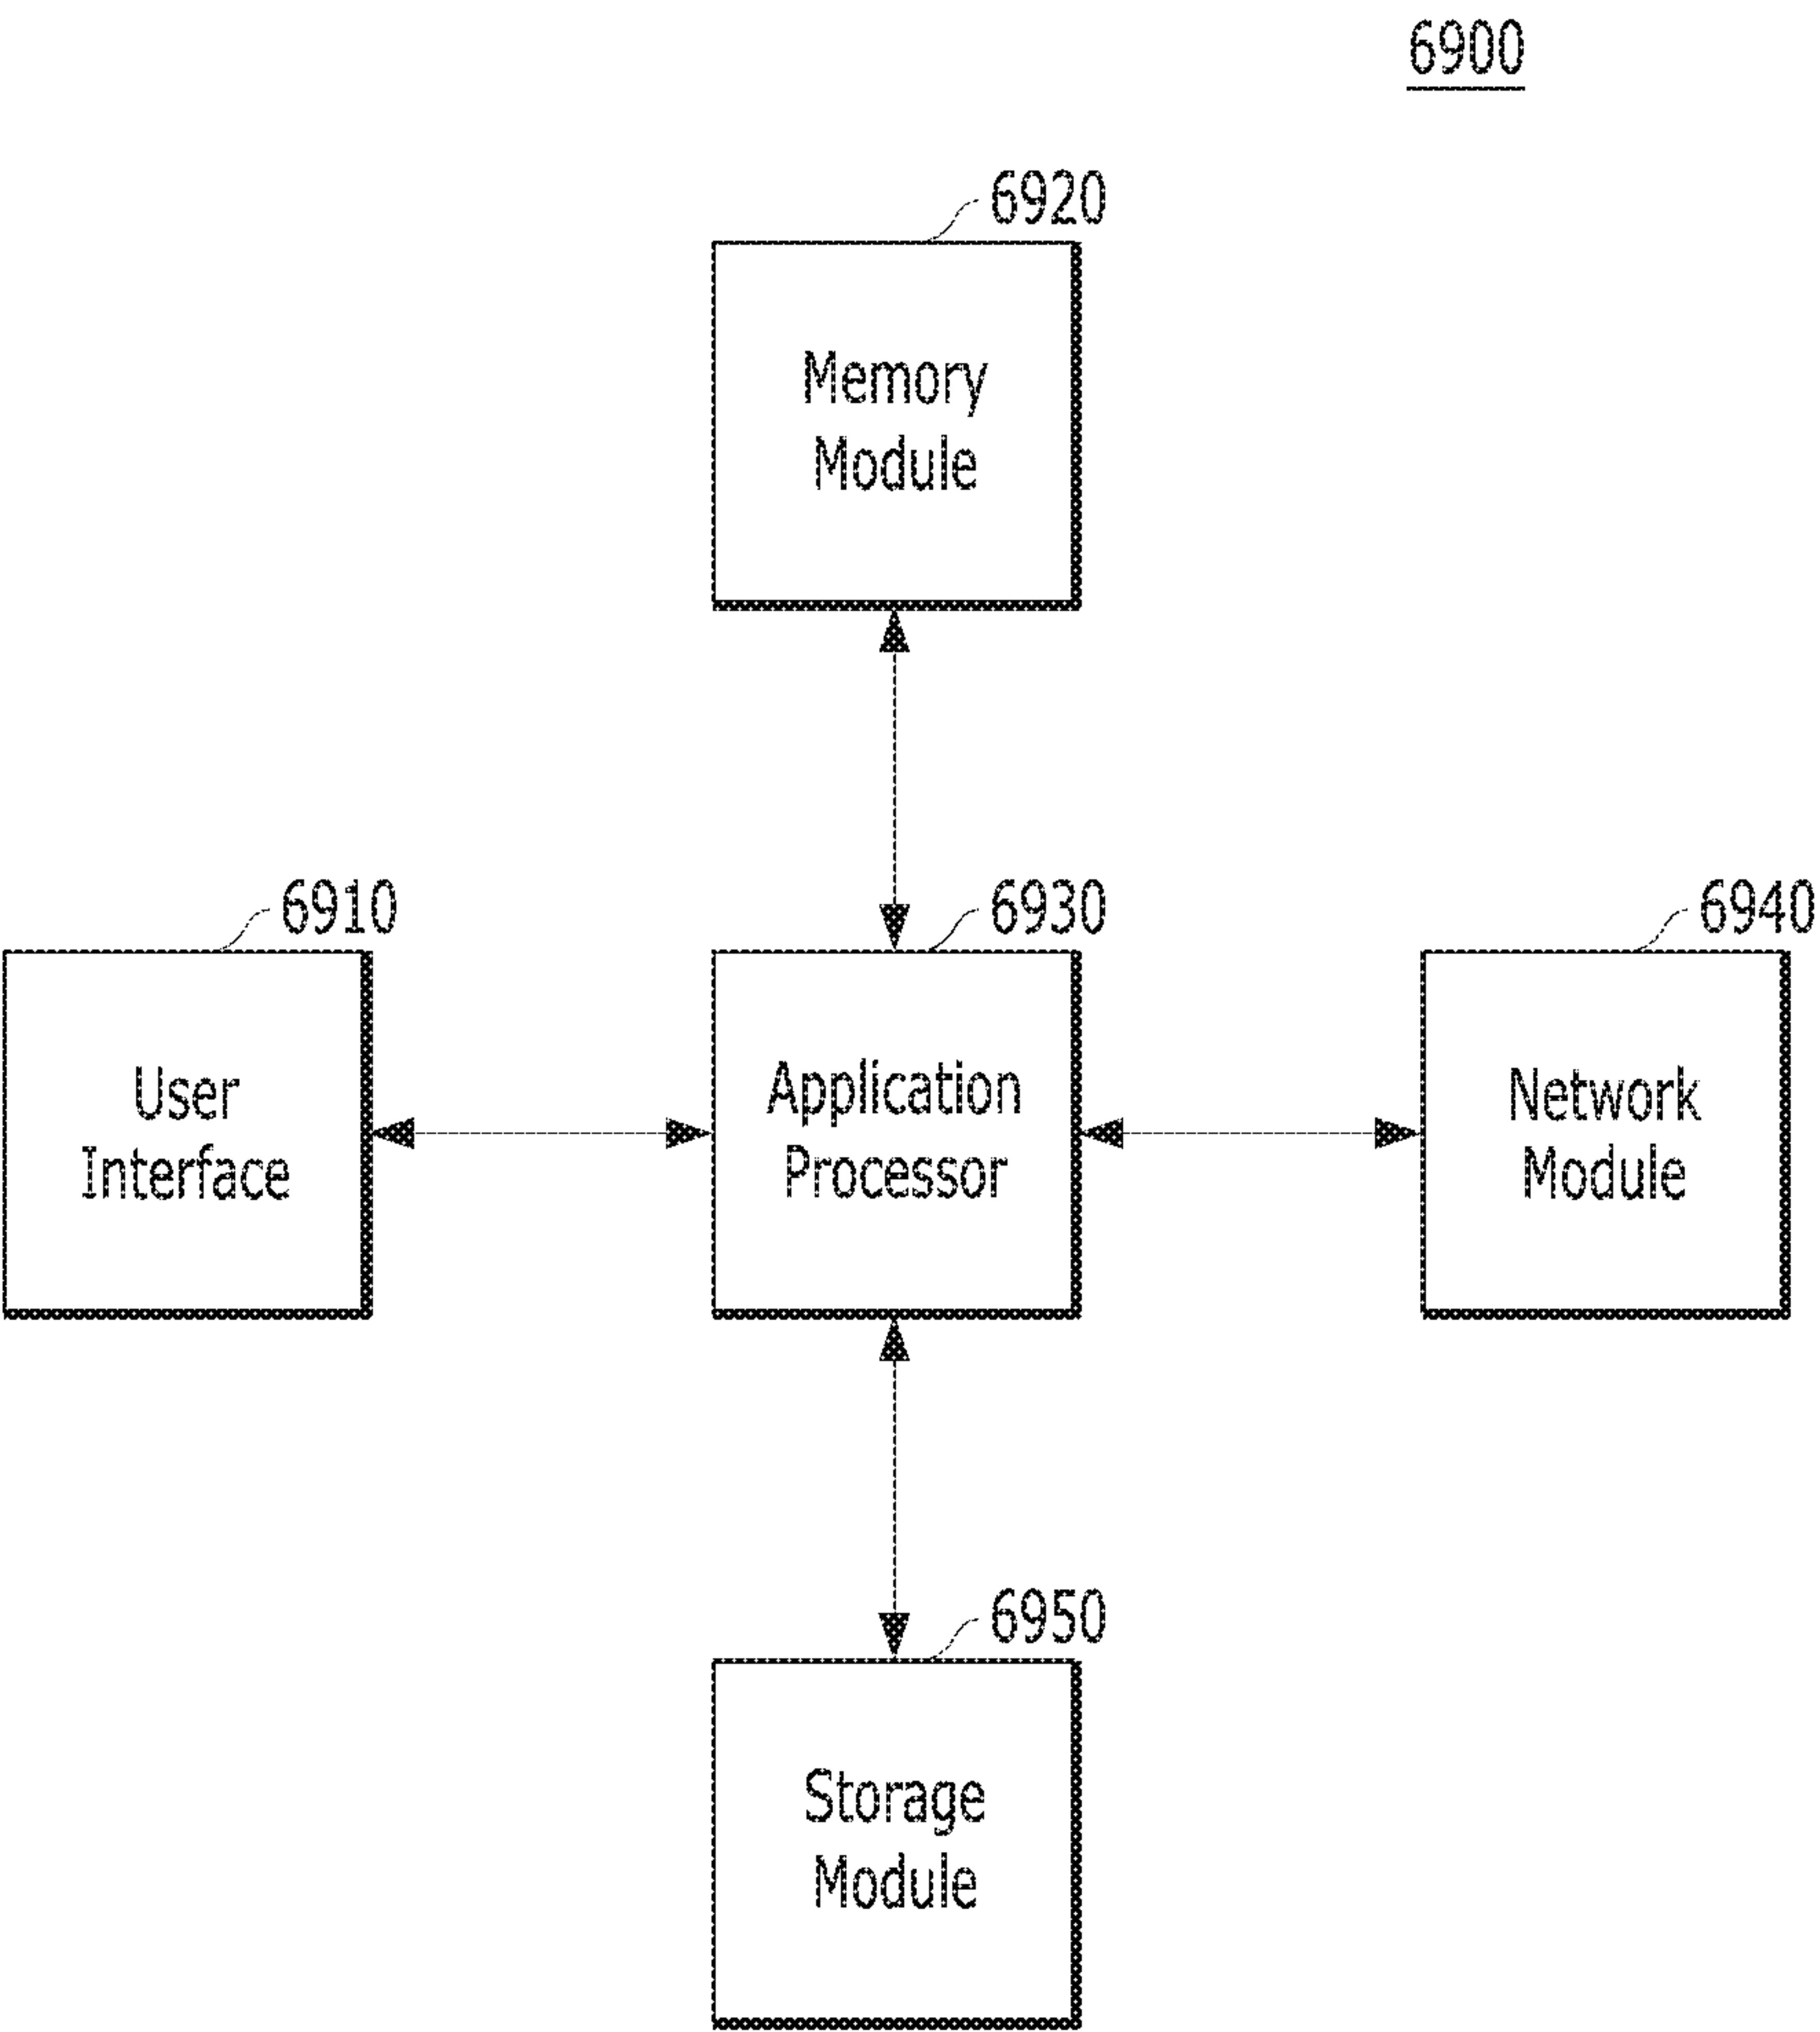 6900
6920
Memory
Module
6910
6930
6940
User
Interface
Application
Processor
Network
Module
6950
Storage
Module